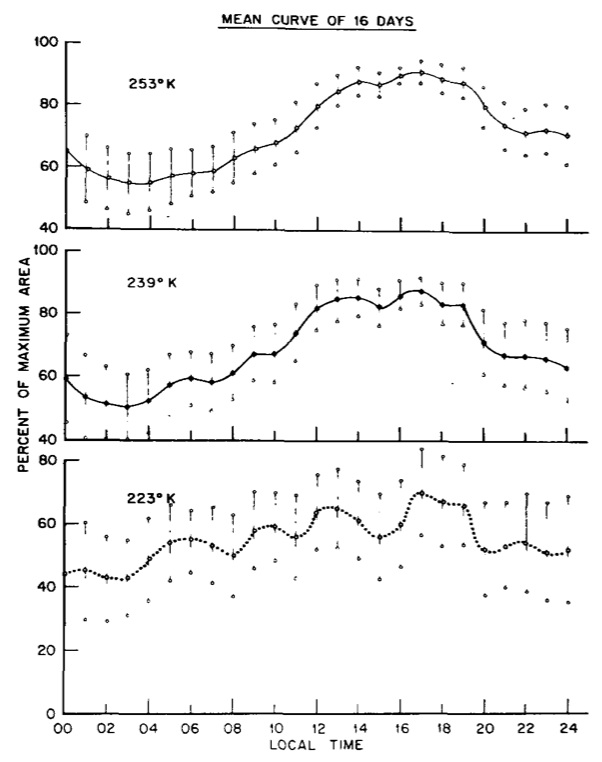 MEAN CURVE OF 16 DAYS
100
253°K
80
60
40
100
239°K
80
60
40
80
223°K
60
40
20
0
PERCENT OF MAXIMUM AREA
00 02 04 06 08 10 12 14 16 18 20 22 24
LOCAL TIME